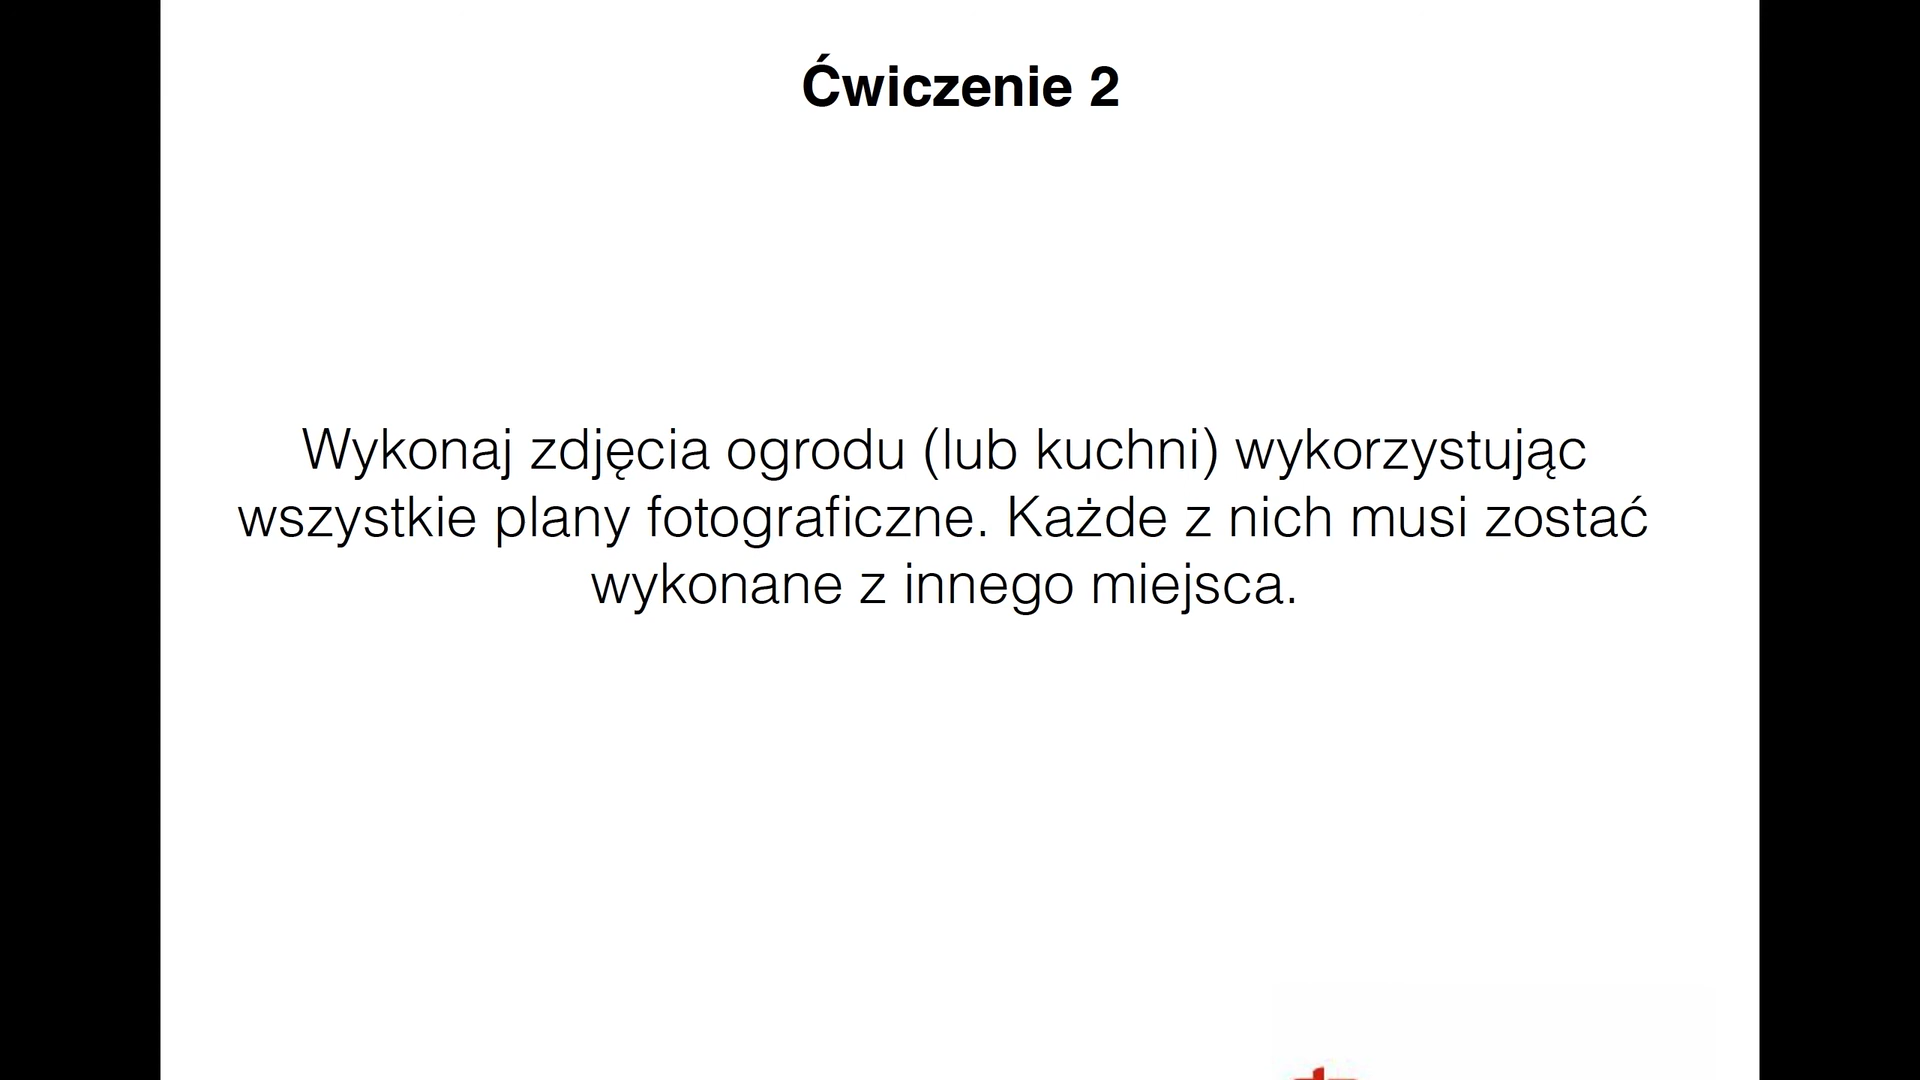 Ćwiczenie 2
Wykonaj zdjęcia ogrodu (lub kuchni) wykorzystując
wszystkie plany fotograficzne. Każde z nich musi zostać
wykonane z innego miejsca.